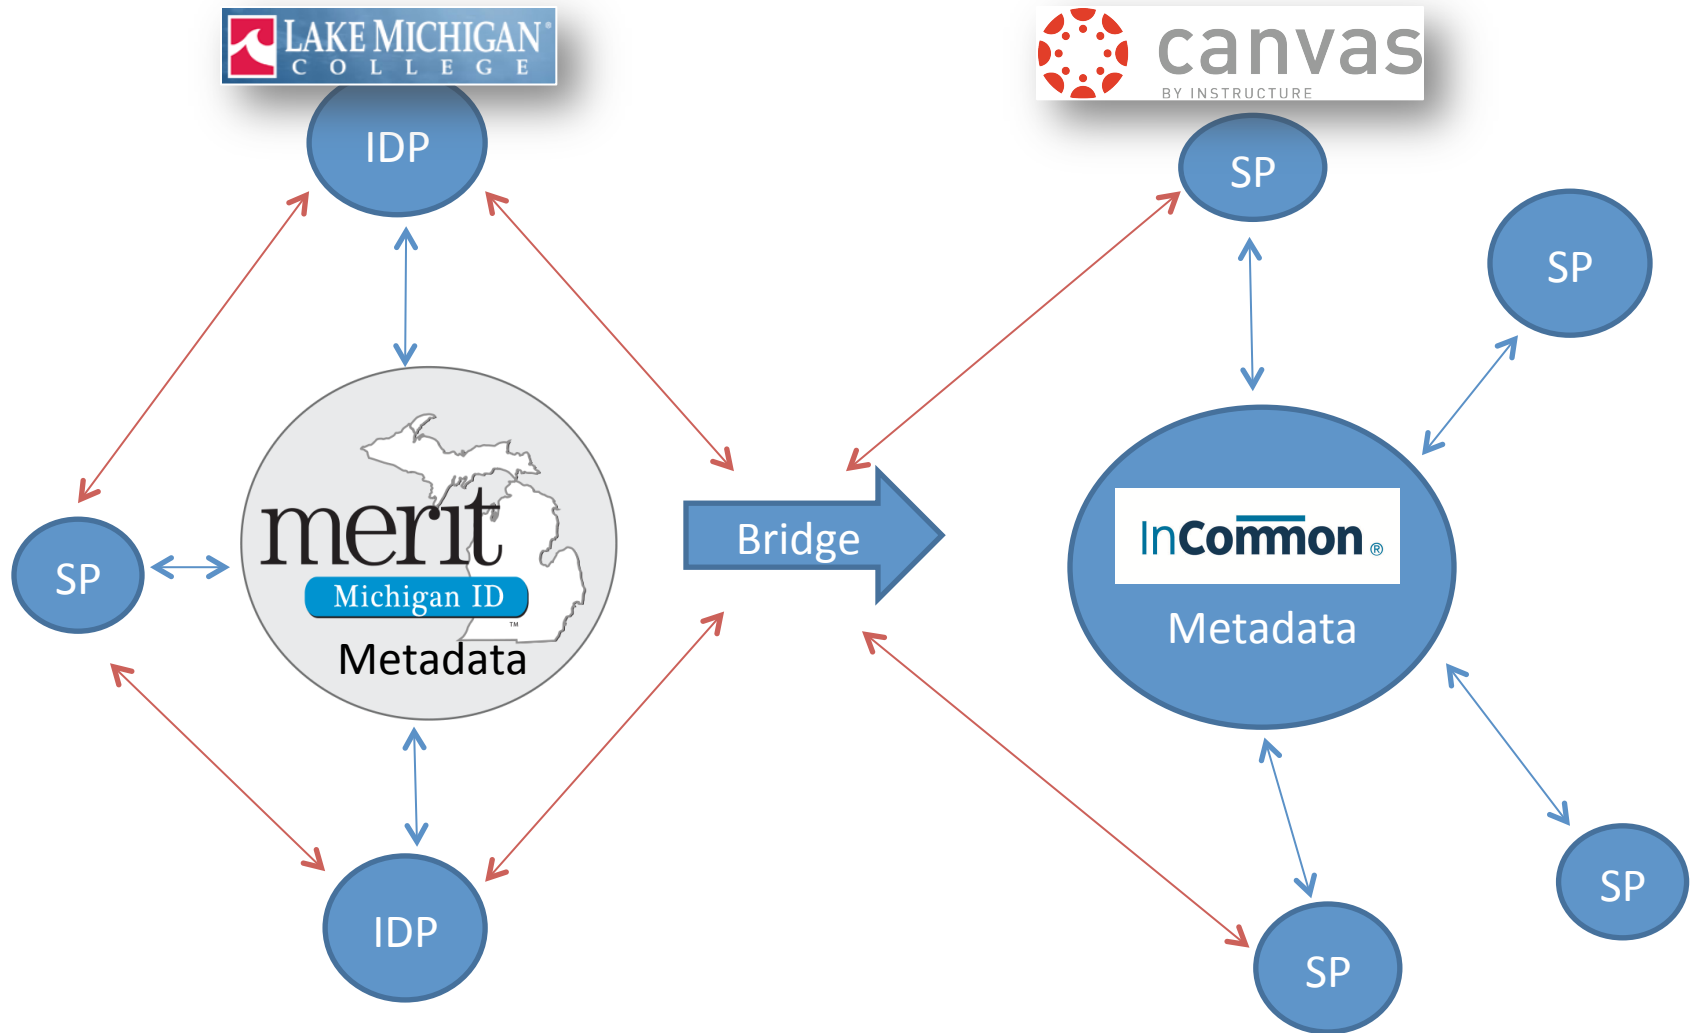 LAKE MICHIGAN®
COLLEGE
canvas
BY INSTRUCTURE
IDP
SP
SP
merit
Michigan ID
™
Metadata
Bridge
InCommon®
Metadata
SP
IDP
SP
SP